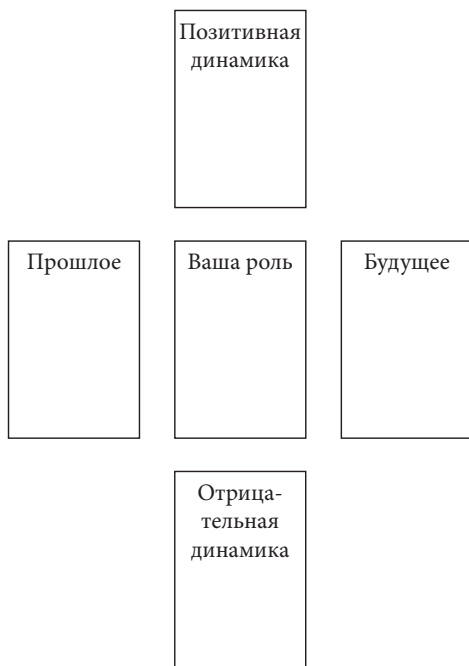 Позитивная
динамика
Прошлое
Ваша роль
Будущее
Отрица-
тельная
динамика